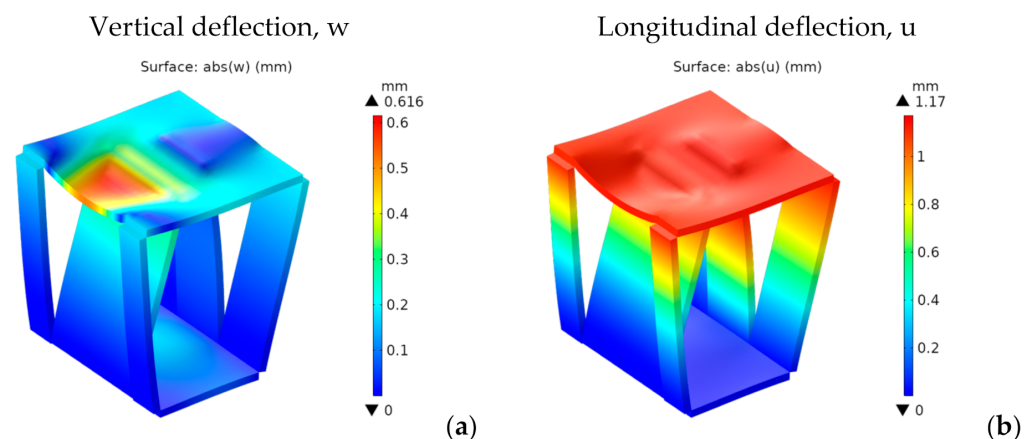 Vertical deflection, w
Surface: abs(w) (mm)
mm
▲ 0.616
0.6
0.5
0.4
0.3
0.2
0.1
▼ 0
(a)
Longitudinal deflection, u
Surface: abs(u) (mm)
mm
▲ 1.17
1
0.8
0.6
0.4
0.2
▼ 0
(b)